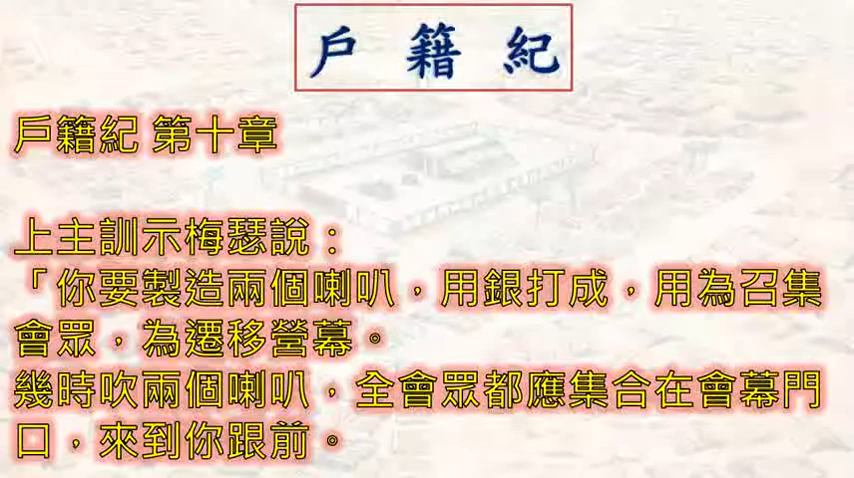 戶籍紀
戶籍紀 第十章
上主訓示梅瑟說：
「你要製造兩個喇叭，用銀打成，用為召集
會眾，為遷移營幕。
幾時吹兩個喇叭，全會眾都應集合在會幕門
口，來到你跟前。